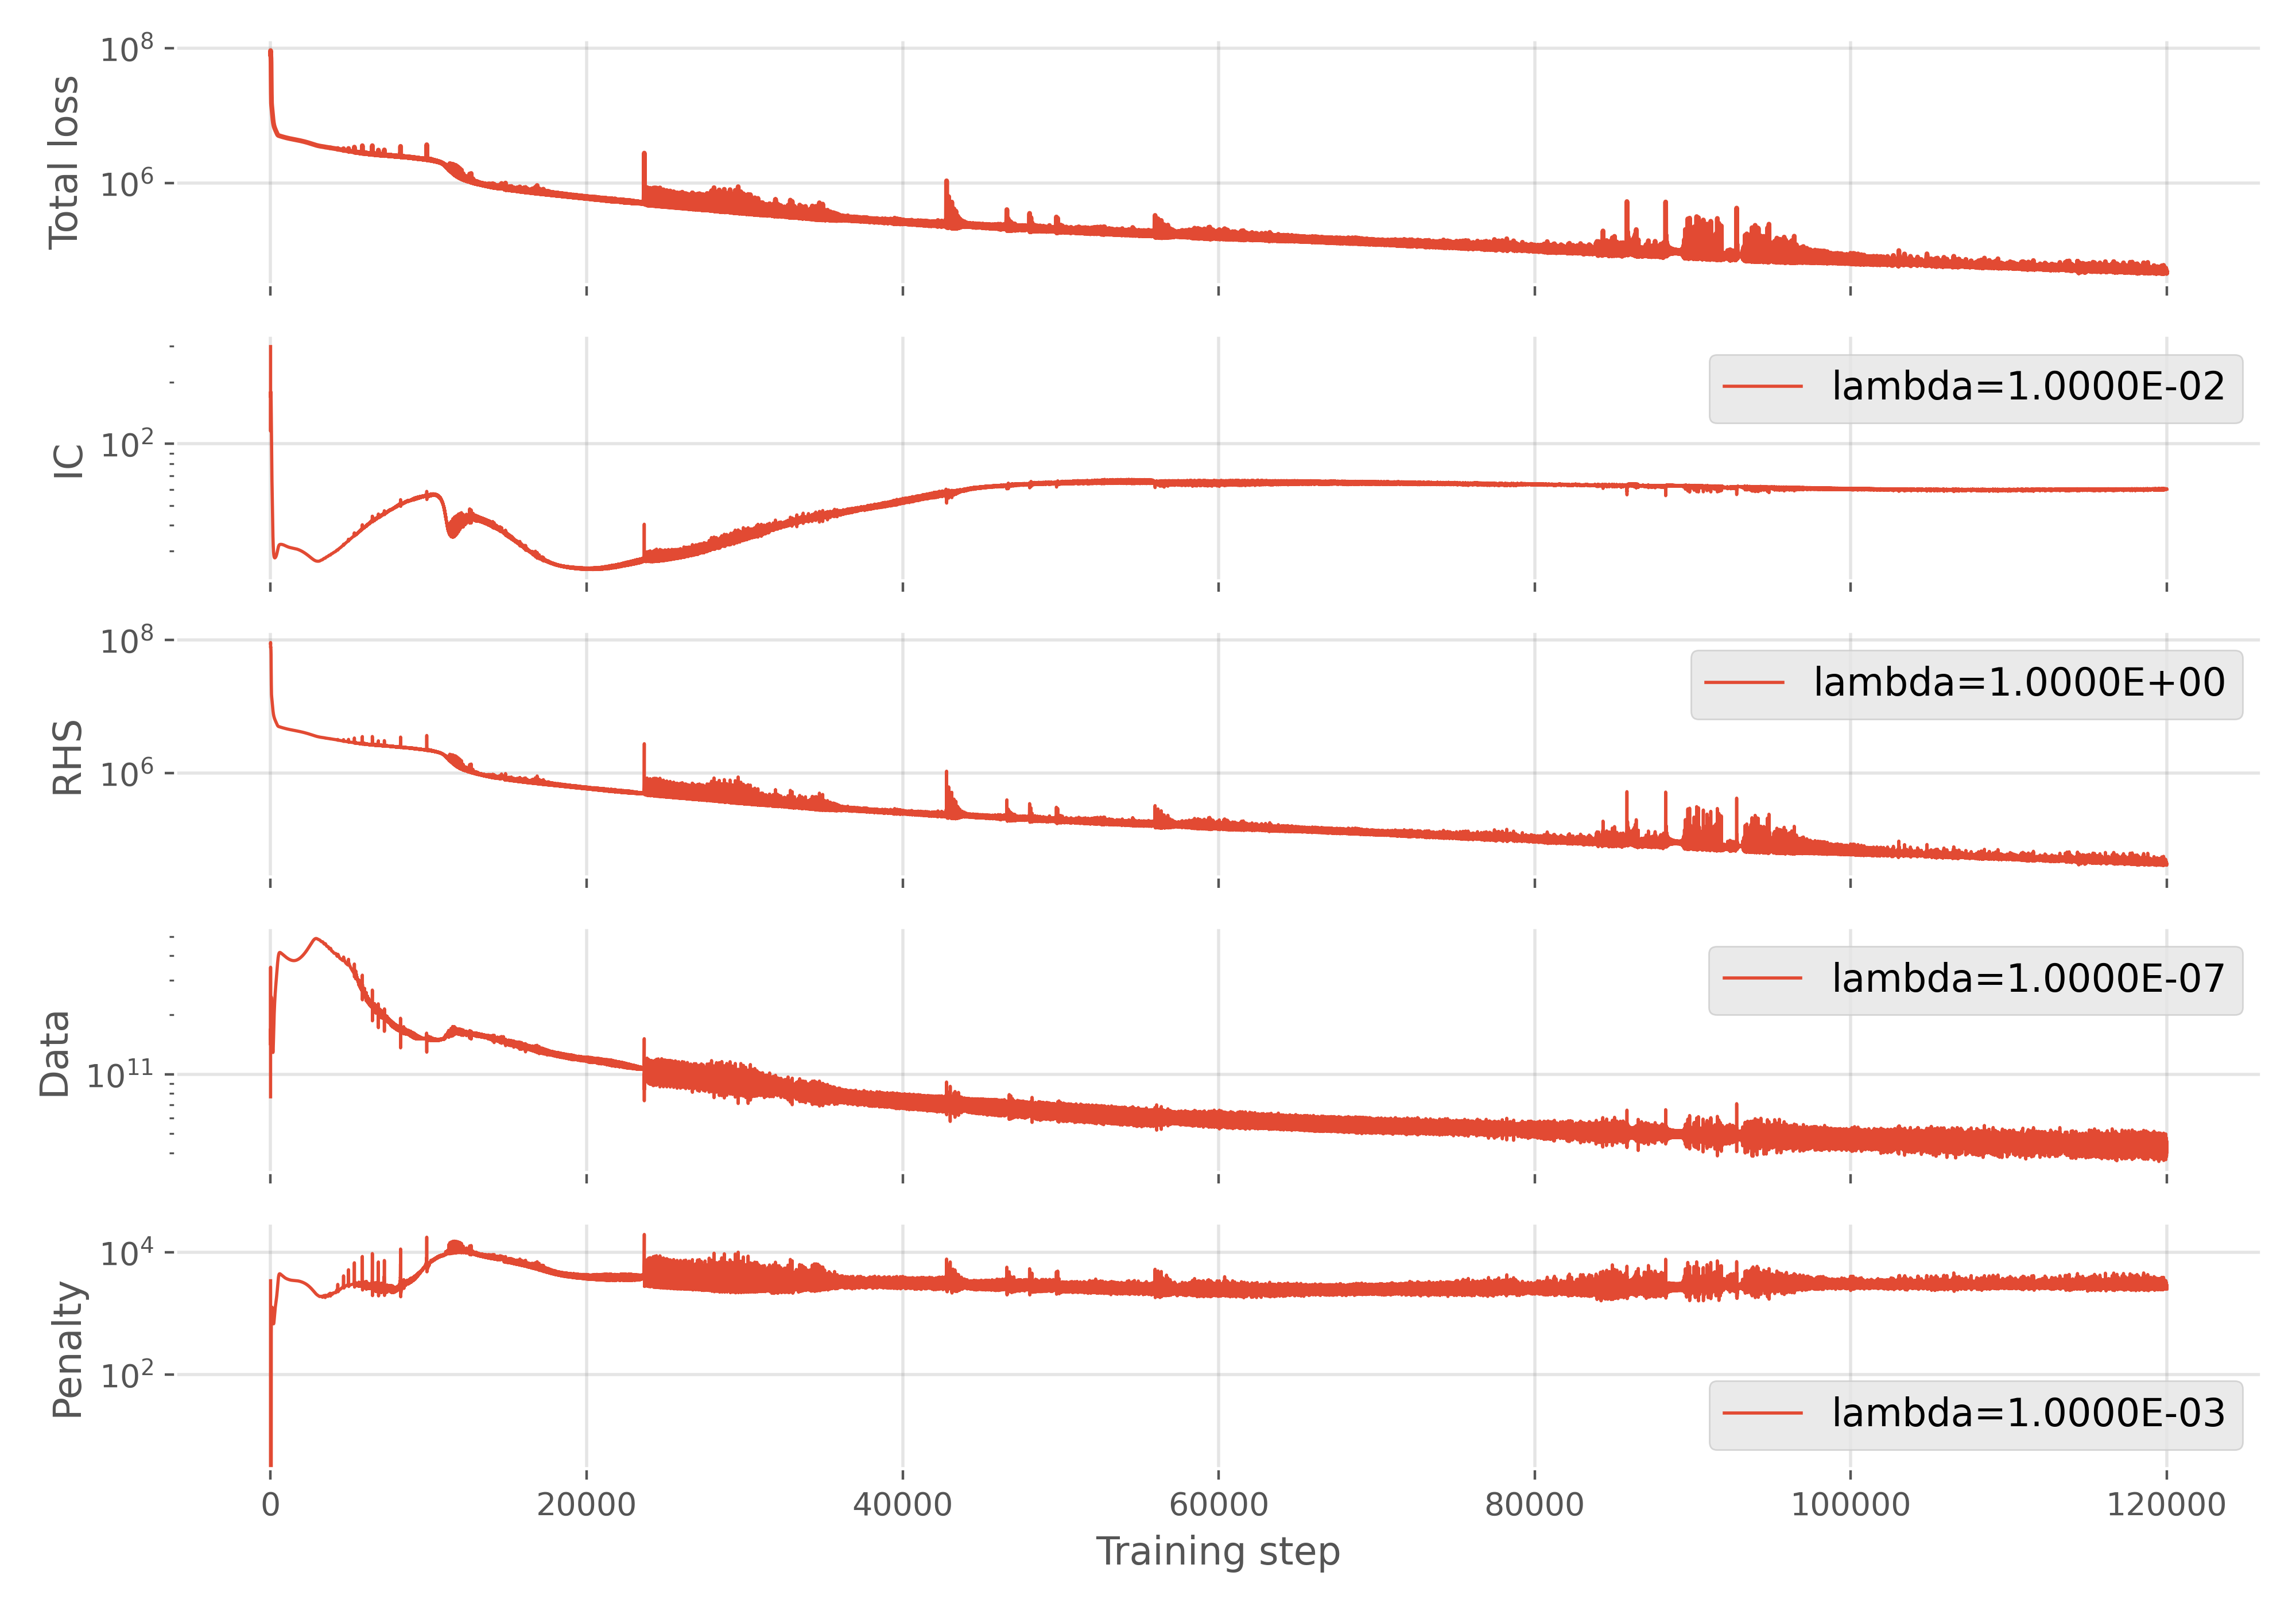 Total loss
10⁸
10⁶
IC
10²
lambda=1.0000E-02
RHS
10⁸
10⁶
lambda=1.0000E+00
Data
10¹¹
lambda=1.0000E-07
Penalty
10⁴
10²
lambda=1.0000E-03
0 20000 40000 60000 80000 100000 120000
Training step